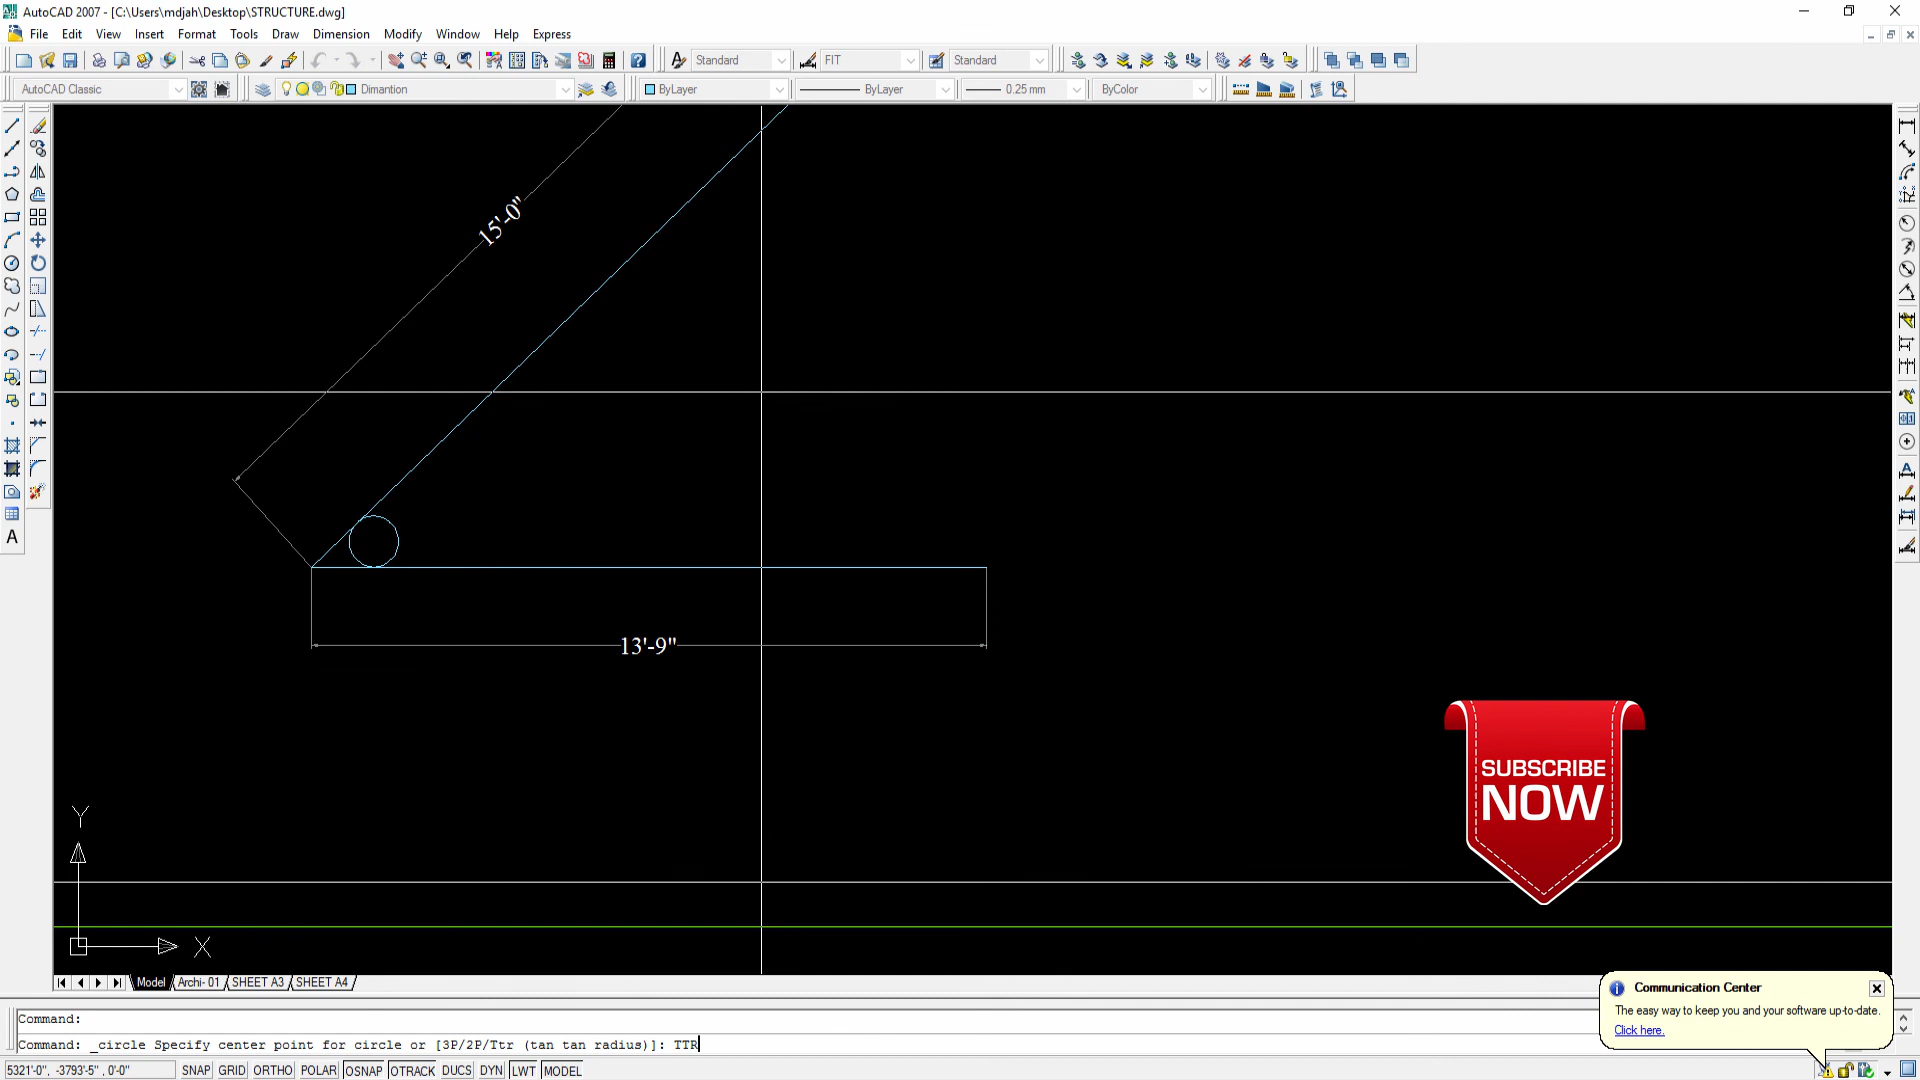 AutoCAD 2007 - [C:\Users\mdjah\Desktop\STRUCTURE.dwg]
File Edit View Insert Format Tools Draw Dimension Modify Window Help Express
Standard FIT Standard
AutoCAD Classic Dimantion ByLayer ByLayer 0.25 mm ByColor
15'-0"
13'-9"
SUBSCRIBE
NOW
Y
X
Model Archi- 01 SHEET A3 SHEET A4
Communication Center
The easy way to keep you and your software up-to-date.
Click here.
Command:
Command: _circle Specify center point for circle or [3P/2P/Ttr (tan tan radius)]: TTR
5321'-0", -3793'-5" , 0'-0" SNAP GRID ORTHO POLAR OSNAP OTRACK DUCS DYN LWT MODEL
A